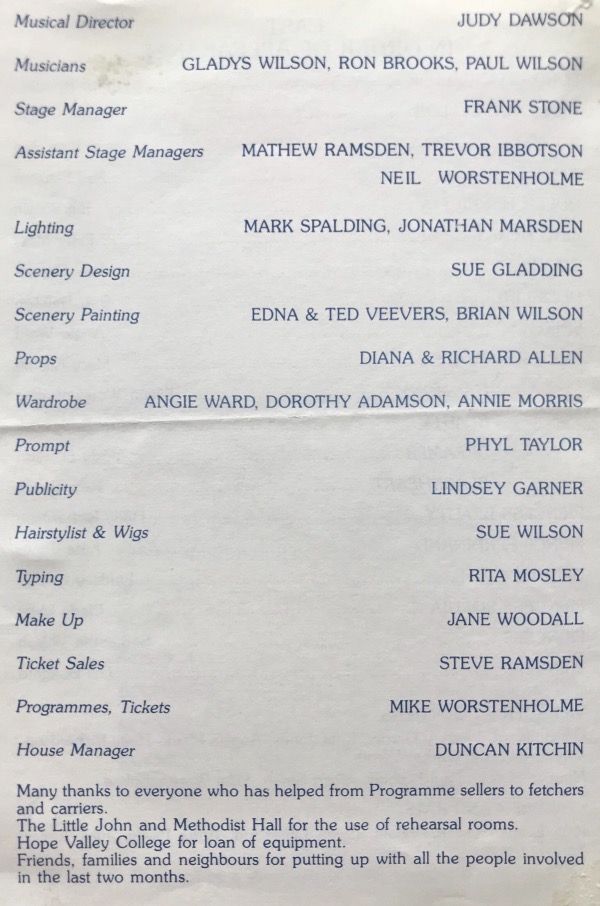 Musical Director JUDY DAWSON
Musicians GLADYS WILSON, RON BROOKS, PAUL WILSON
Stage Manager FRANK STONE
Assistant Stage Managers MATHEW RAMSDEN, TREVOR IBBOTSON
NEIL WORSTENHOLME
Lighting MARK SPALDING, JONATHAN MARSDEN
Scenery Design SUE GLADDING
Scenery Painting EDNA & TED VEEVERS, BRIAN WILSON
Props DIANA & RICHARD ALLEN
Wardrobe ANGIE WARD, DOROTHY ADAMSON, ANNIE MORRIS
Prompt PHYL TAYLOR
Publicity LINDSEY GARNER
Hairstylist & Wigs SUE WILSON
Typing RITA MOSLEY
Make Up JANE WOODALL
Ticket Sales STEVE RAMSDEN
Programmes, Tickets MIKE WORSTENHOLME
House Manager DUNCAN KITCHIN
Many thanks to everyone who has helped from Programme sellers to fetchers
and carriers.
The Little John and Methodist Hall for the use of rehearsal rooms.
Hope Valley College for loan of equipment.
Friends, families and neighbours for putting up with all the people involved
in the last two months.